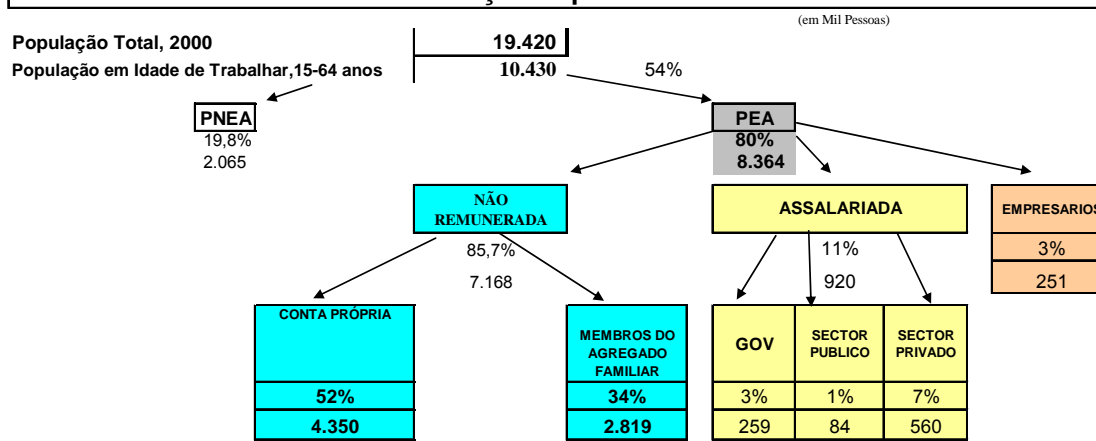 (em Mil Pessoas)
População Total, 2000 19.420
População em Idade de Trabalhar,15-64 anos 10.430 54%
PNEA PEA
19,8% 80%
2.065 8.364
NÃO
REMUNERADA
ASSALARIADA
EMPRESARIOS
85,7% 11% 3%
7.168 920 251
CONTA PRÓPRIA
MEMBROS DO
AGREGADO
FAMILIAR
GOV
SECTOR
PUBLICO
SECTOR
PRIVADO
52% 34% 3% 1% 7%
4.350 2.819 259 84 560